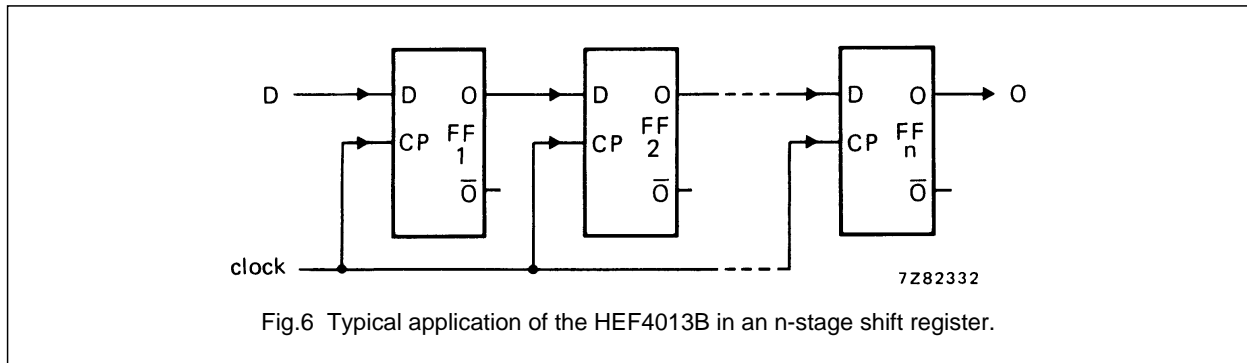 D D O D O D O O
CP FF 1 CP FF 2 CP FF n
O̅ O̅ O̅
clock
7Z82332
Fig.6 Typical application of the HEF4013B in an n-stage shift register.